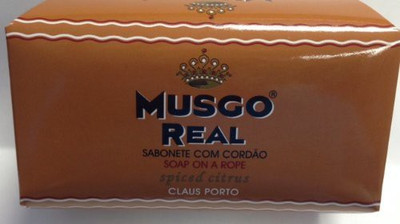 MUSGO®
REAL
SABONETE COM CORDÃO
SOAP ON A ROPE
spiced citrus
CLAUS PORTO